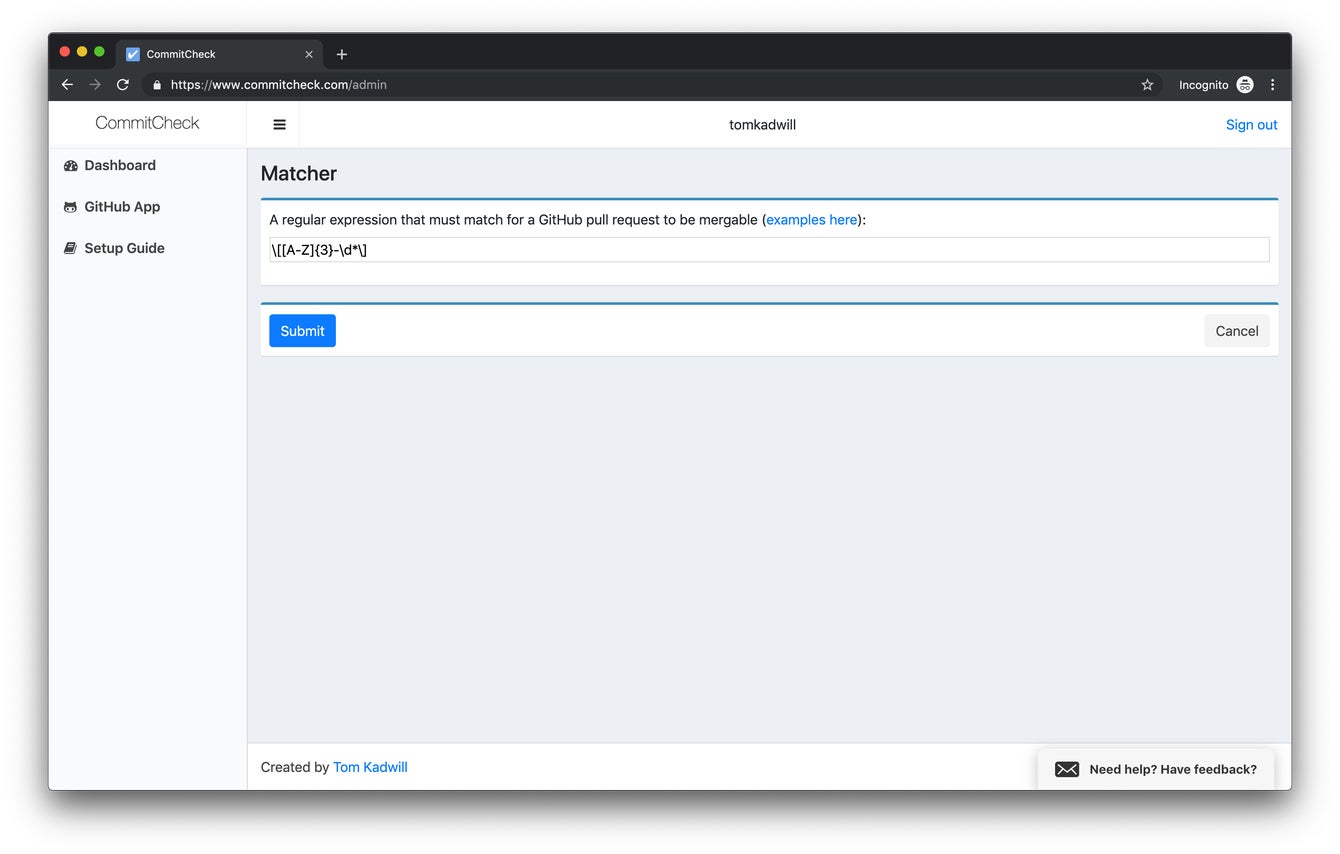 CommitCheck
https://www.commitcheck.com/admin
Incognito
CommitCheck
tomkadwill
Sign out
Dashboard
GitHub App
Setup Guide
Matcher
A regular expression that must match for a GitHub pull request to be mergable (examples here):
\[[A-Z]{3}-\d*\]
Submit
Cancel
Created by Tom Kadwill
Need help? Have feedback?